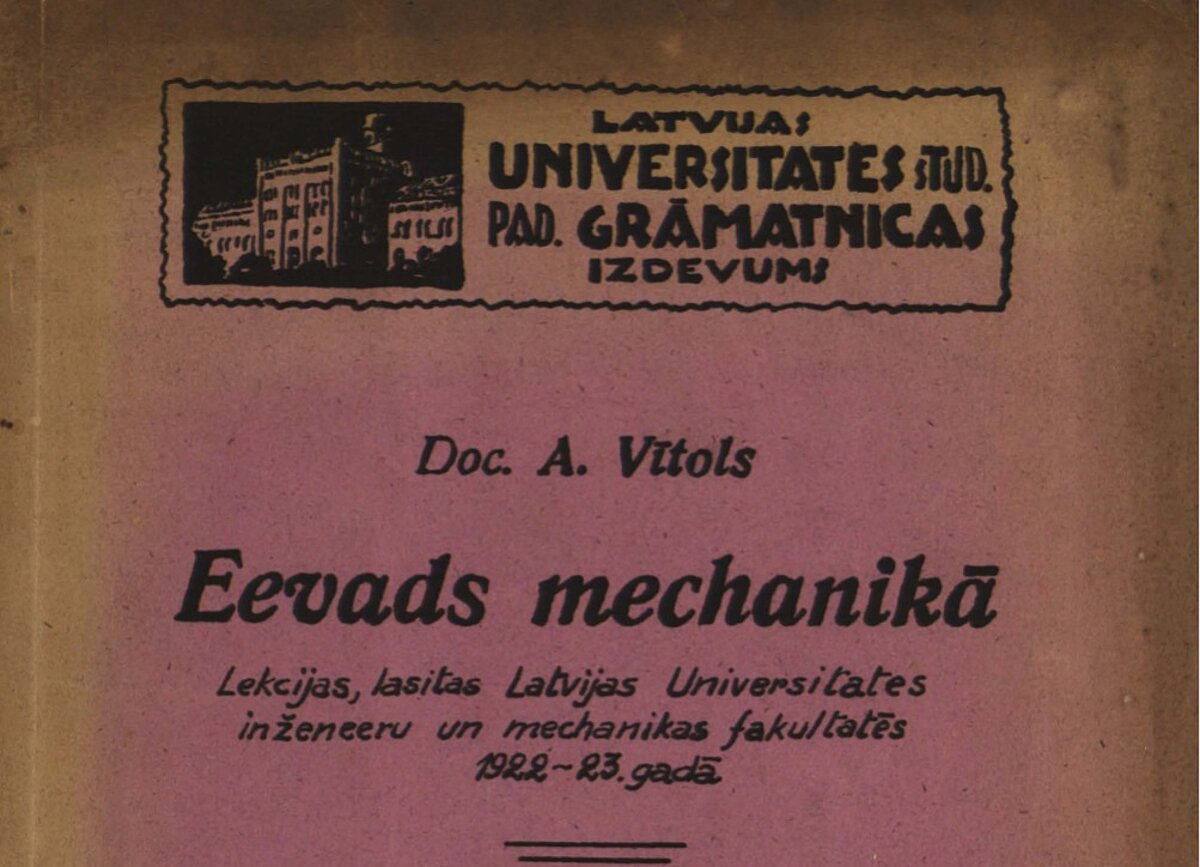 LATVIJAS
UNIVERSITATES STUD.
PAD. GRĀMATNICAS
IZDEVUMS
Doc. A. Vītols
Eevads mechanikā
Lekcijas, lasitas Latvijas Universitates
inženeeru un mechanikas fakultatēs
1922-23. gadā